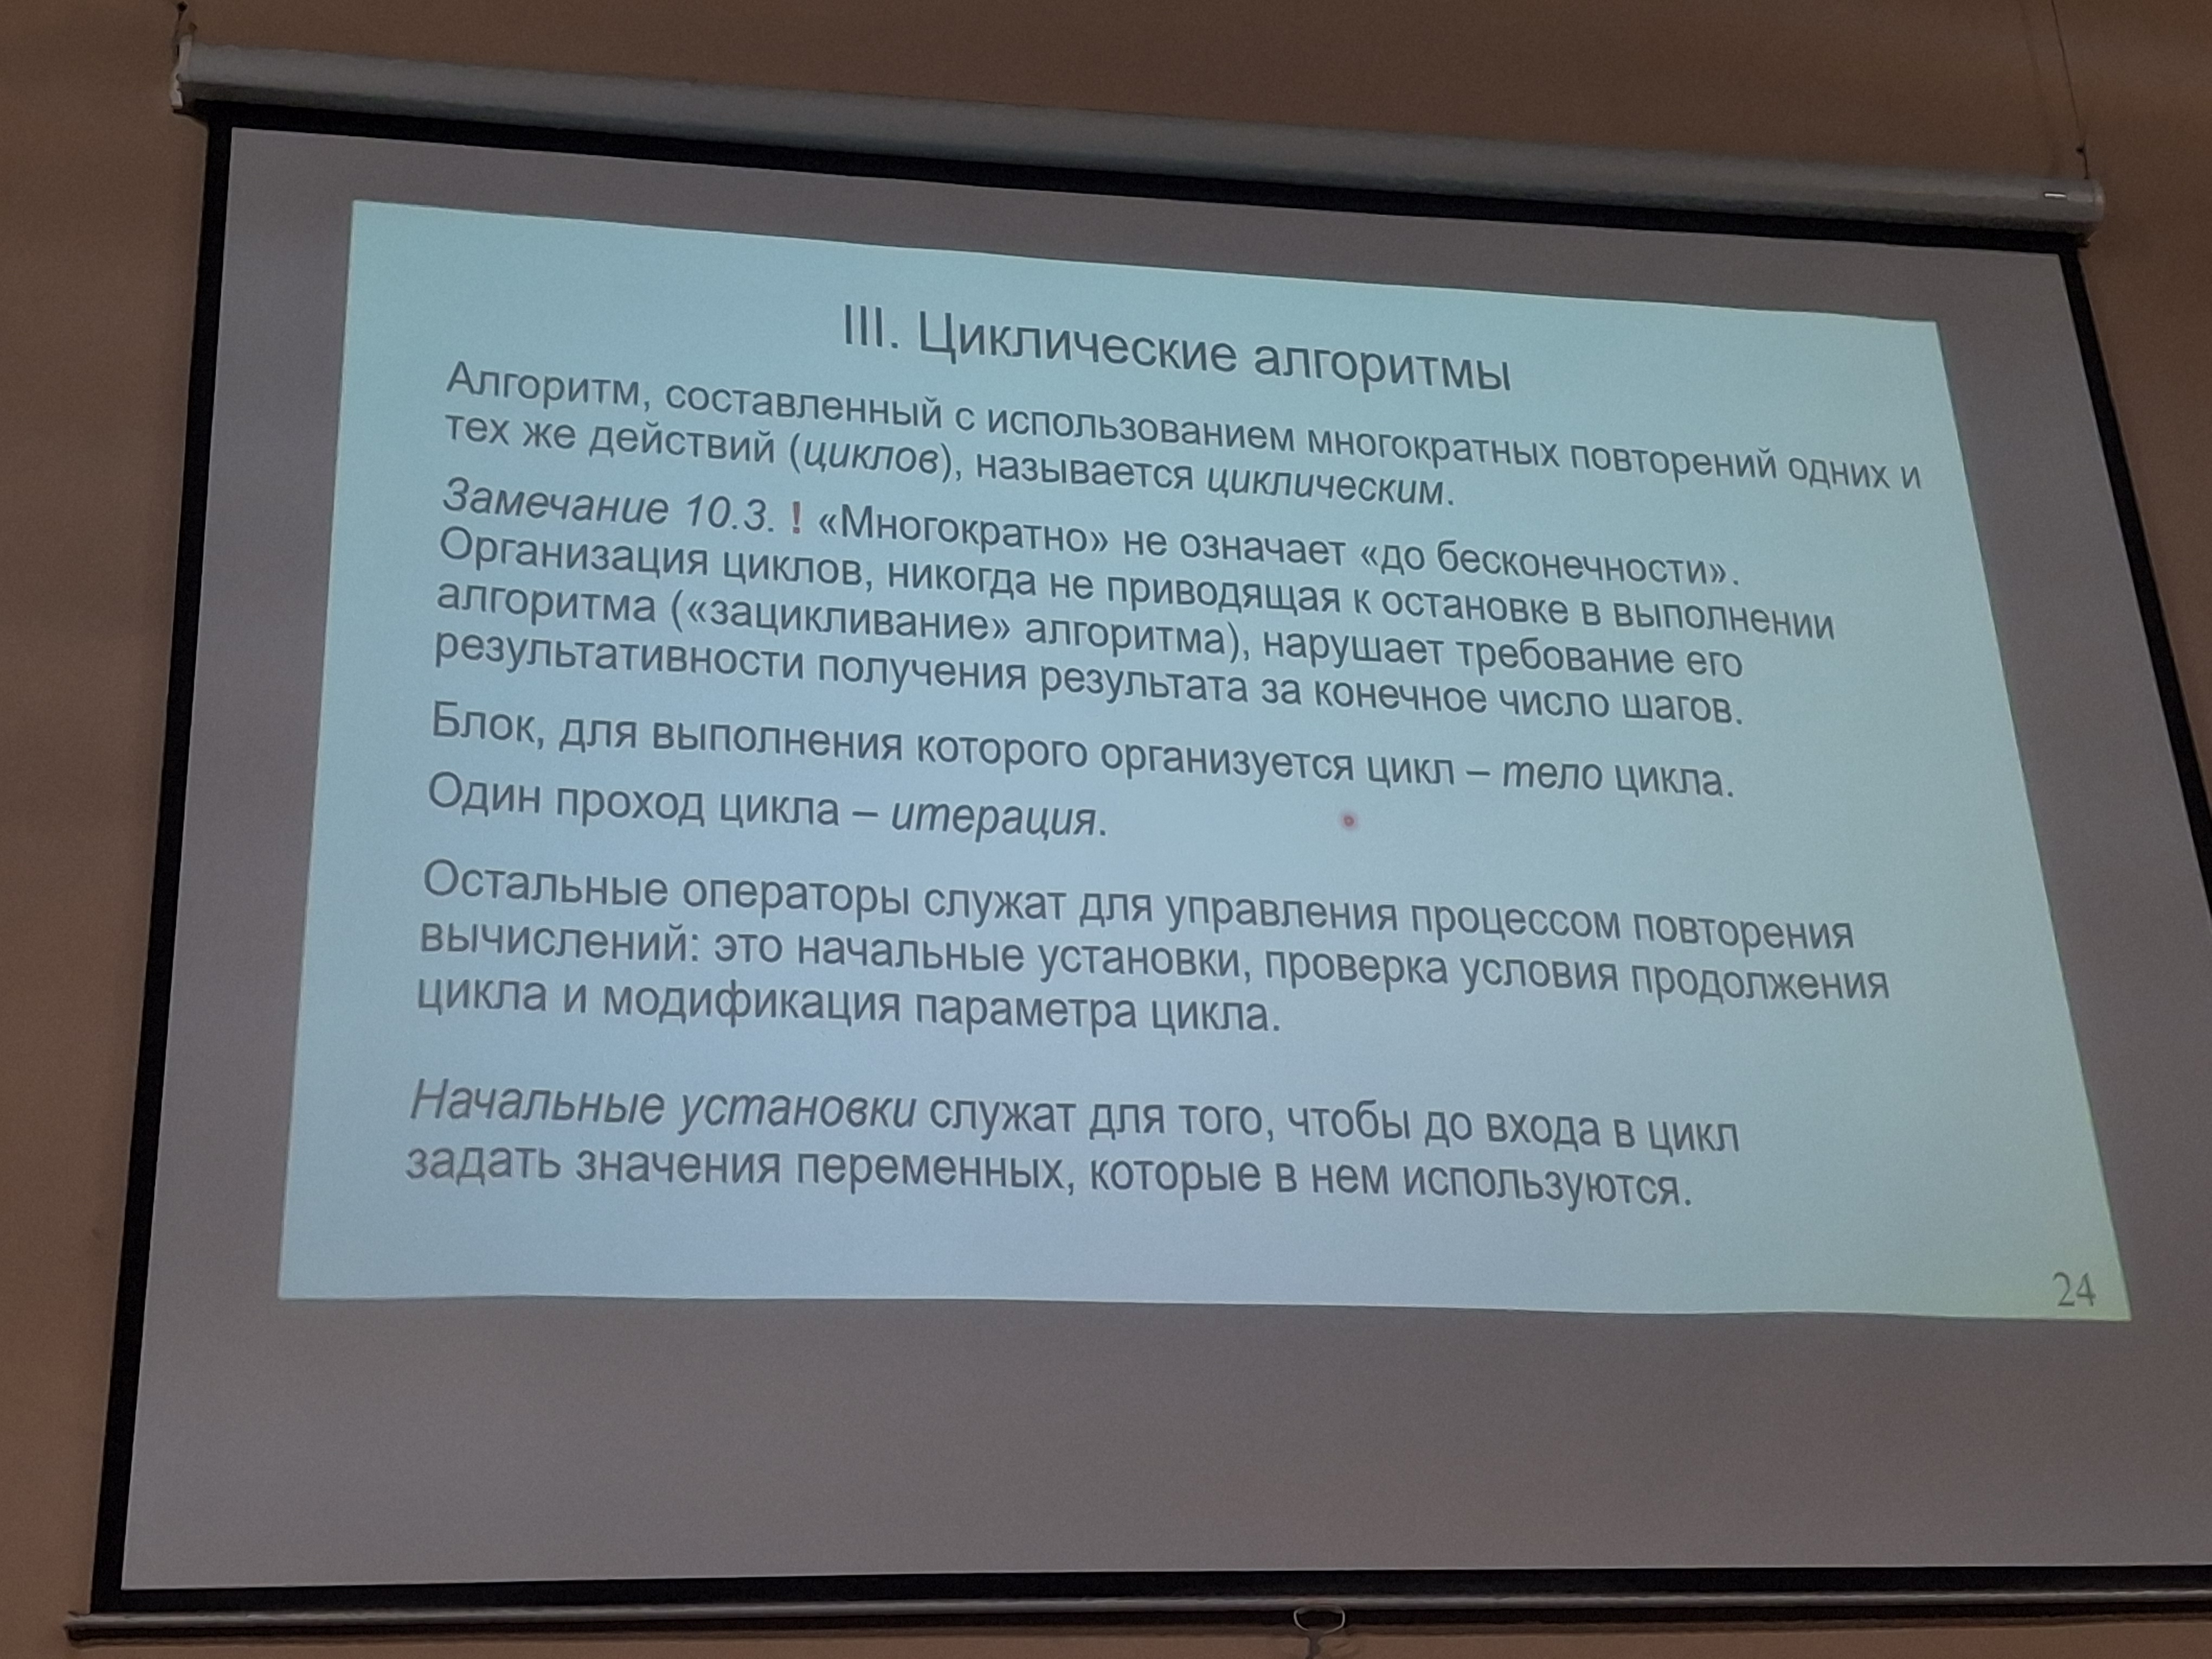 III. Циклические алгоритмы
Алгоритм, составленный с использованием многократных повторений одних и
тех же действий (циклов), называется циклическим.
Замечание 10.3. ! «Многократно» не означает «до бесконечности».
Организация циклов, никогда не приводящая к остановке в выполнении
алгоритма («зацикливание» алгоритма), нарушает требование его
результативности получения результата за конечное число шагов.
Блок, для выполнения которого организуется цикл – тело цикла.
Один проход цикла – итерация.
Остальные операторы служат для управления процессом повторения
вычислений: это начальные установки, проверка условия продолжения
цикла и модификация параметра цикла.
Начальные установки служат для того, чтобы до входа в цикл
задать значения переменных, которые в нем используются.
24